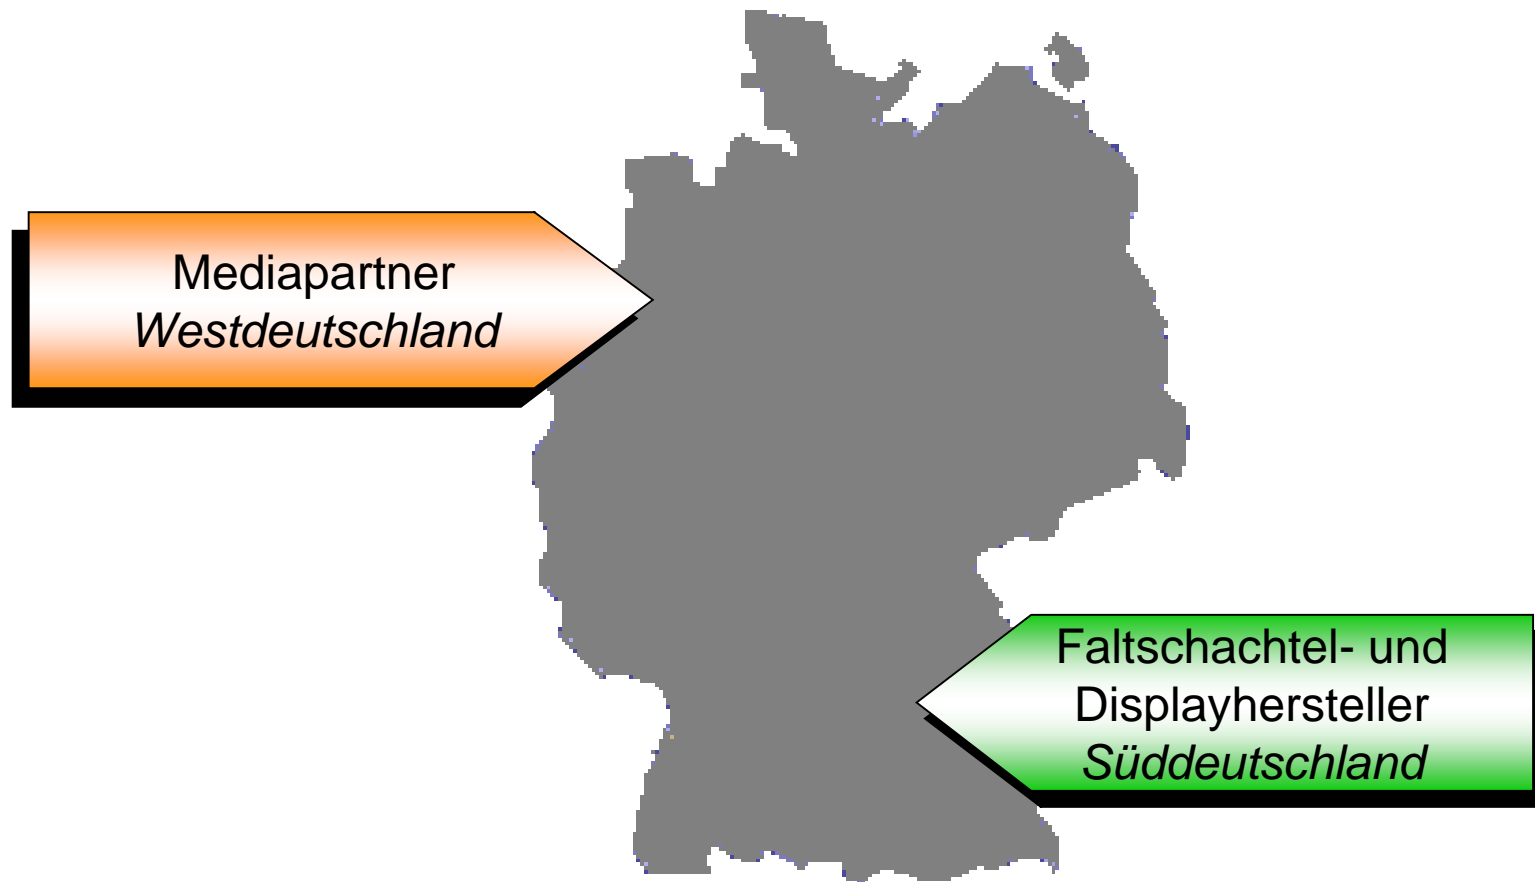 Mediapartner
Westdeutschland
Faltschachtel- und
Displayhersteller
Süddeutschland